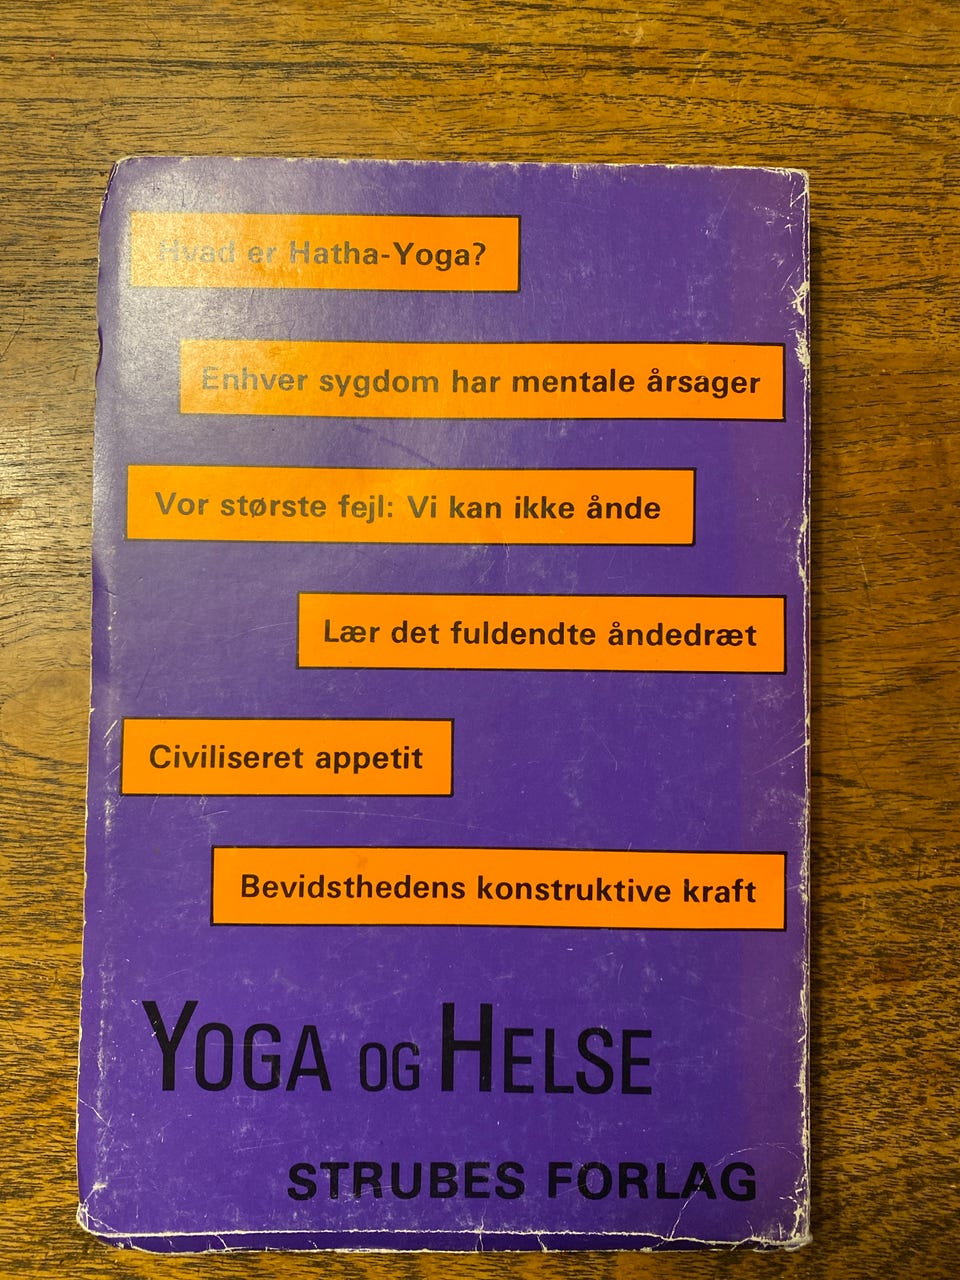 Hvad er Hatha-Yoga?
Enhver sygdom har mentale årsager
Vor største fejl: Vi kan ikke ånde
Lær det fuldendte åndedræt
Civiliseret appetit
Bevidsthedens konstruktive kraft
YOGA OG HELSE
STRUBES FORLAG